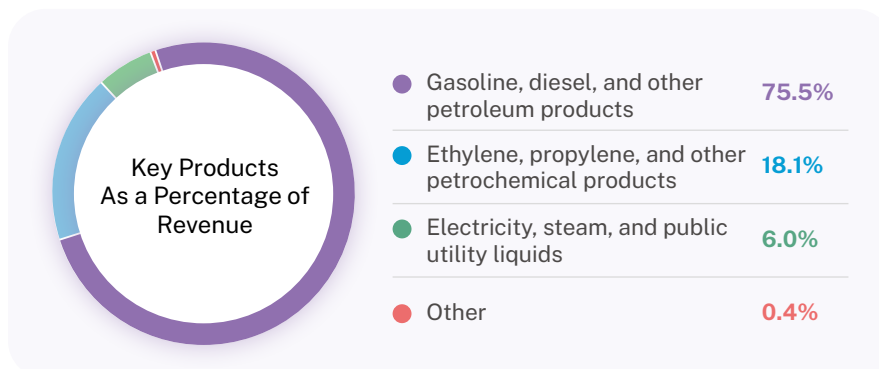 Key Products
As a Percentage of
Revenue
Gasoline, diesel, and other
petroleum products
75.5%
Ethylene, propylene, and other
petrochemical products
18.1%
Electricity, steam, and public
utility liquids
6.0%
Other
0.4%